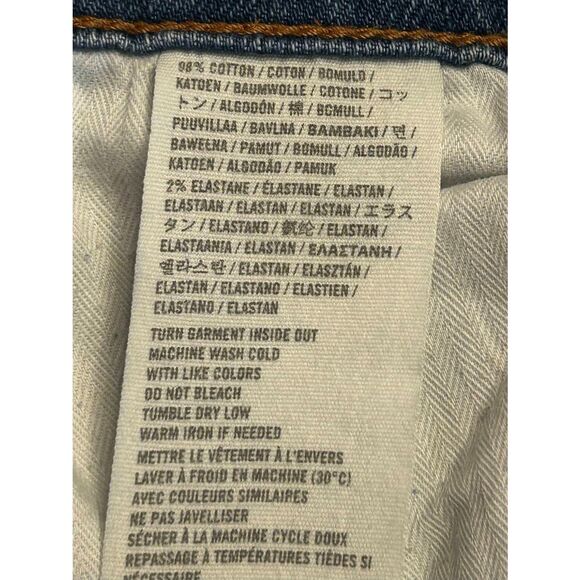 98% COTTON / COTON / BOMULD /
KATOEN / BAUMWOLLE / COTONE / コッ
トン / ALGODÓN / 棉 / BOMULL /
PUUVILLAA / BAVLNA / ΒΑΜΒΑΚΙ / 면 /
BAWEŁNA / PAMUT / BOMULL / ALGODÃO /
KATOEN / ALGODÃO / PAMUK
2% ELASTANE / ÉLASTANE / ELASTAN /
ELASTAAN / ELASTAN / ELASTAN / エラス
タン / ELASTANO / 氨纶 / ELASTAN /
ELASTAANIA / ELASTAN / ΕΛΑΣΤΑΝΗ /
엘라스탄 / ELASTAN / ELASZTÁN /
ELASTAN / ELASTANO / ELASTIEN /
ELASTANO / ELASTAN
TURN GARMENT INSIDE OUT
MACHINE WASH COLD
WITH LIKE COLORS
DO NOT BLEACH
TUMBLE DRY LOW
WARM IRON IF NEEDED
METTRE LE VÊTEMENT À L'ENVERS
LAVER À FROID EN MACHINE (30°C)
AVEC COULEURS SIMILAIRES
NE PAS JAVELLISER
SÉCHER À LA MACHINE CYCLE DOUX
REPASSAGE À TEMPÉRATURES TIÈDES SI
NÉCESSAIRE